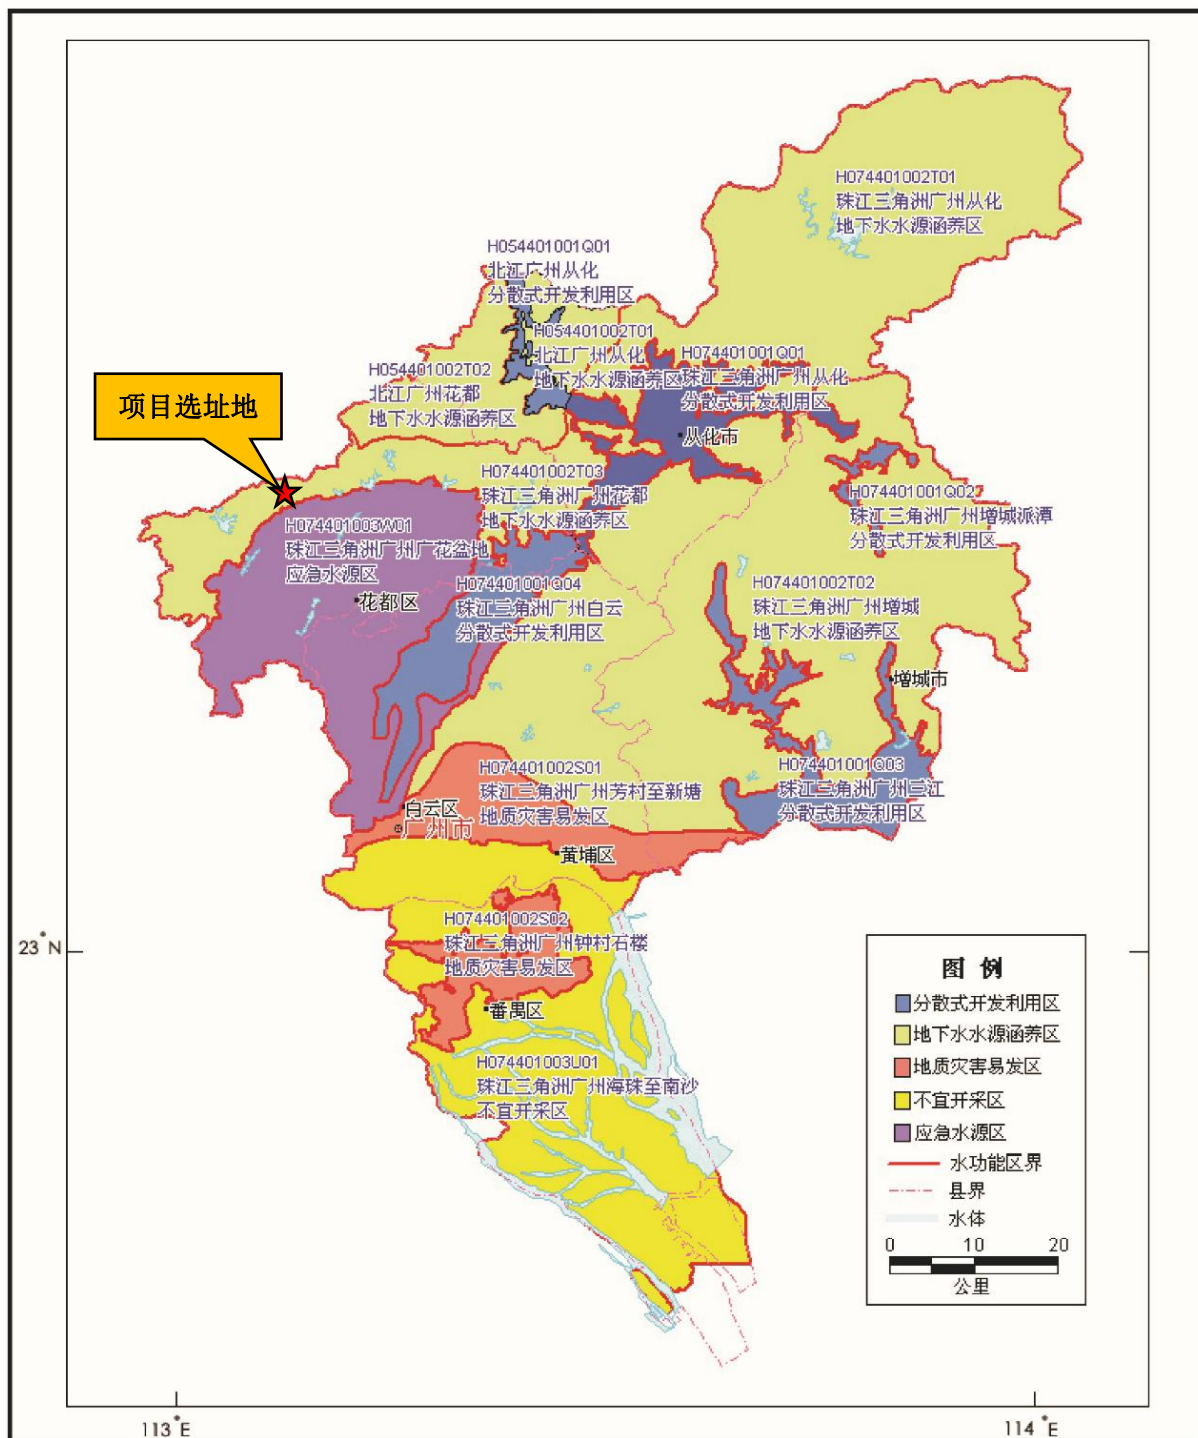 H074401002T01
珠江三角洲广州从化
地下水水源涵养区
H054401001Q01
北江广州从化
分散式开发利用区
H054401002T01
北江广州从化
地下水水源涵养区
H074401001Q01
珠江三角洲广州从化
分散式开发利用区
H054401002T02
北江广州花都
地下水水源涵养区
项目选址地
从化市
H074401002T03
珠江三角洲广州花都
地下水水源涵养区
H074401001Q02
珠江三角洲广州增城派潭
分散式开发利用区
H074401003W01
珠江三角洲广州广花盆地
应急水源区
花都区
H074401001Q04
珠江三角洲广州白云
分散式开发利用区
H074401002T02
珠江三角洲广州增城
地下水水源涵养区
增城市
H074401002S01
珠江三角洲广州芳村至新塘
地质灾害易发区
H074401001Q03
珠江三角洲广州三江
分散式开发利用区
白云区
广州市
黄埔区
H074401002S02
珠江三角洲广州钟村石楼
地质灾害易发区
番禺区
H074401003U01
珠江三角洲广州海珠至南沙
不宜开采区
23°N
图 例
分散式开发利用区
地下水水源涵养区
地质灾害易发区
不宜开采区
应急水源区
水功能区界
县界
水体
0 10 20
公里
113°E
114°E